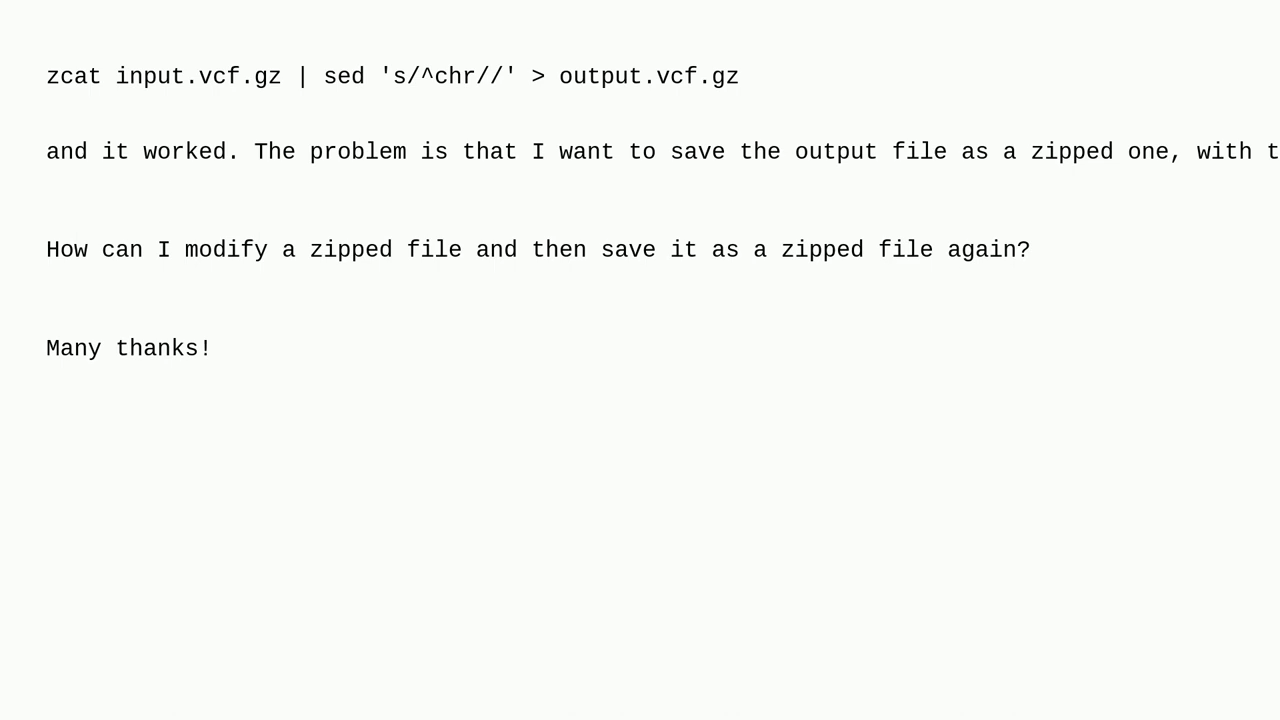 zcat input.vcf.gz | sed 's/^chr//' > output.vcf.gz
and it worked. The problem is that I want to save the output file as a zipped one, with
How can I modify a zipped file and then save it as a zipped file again?
Many thanks!